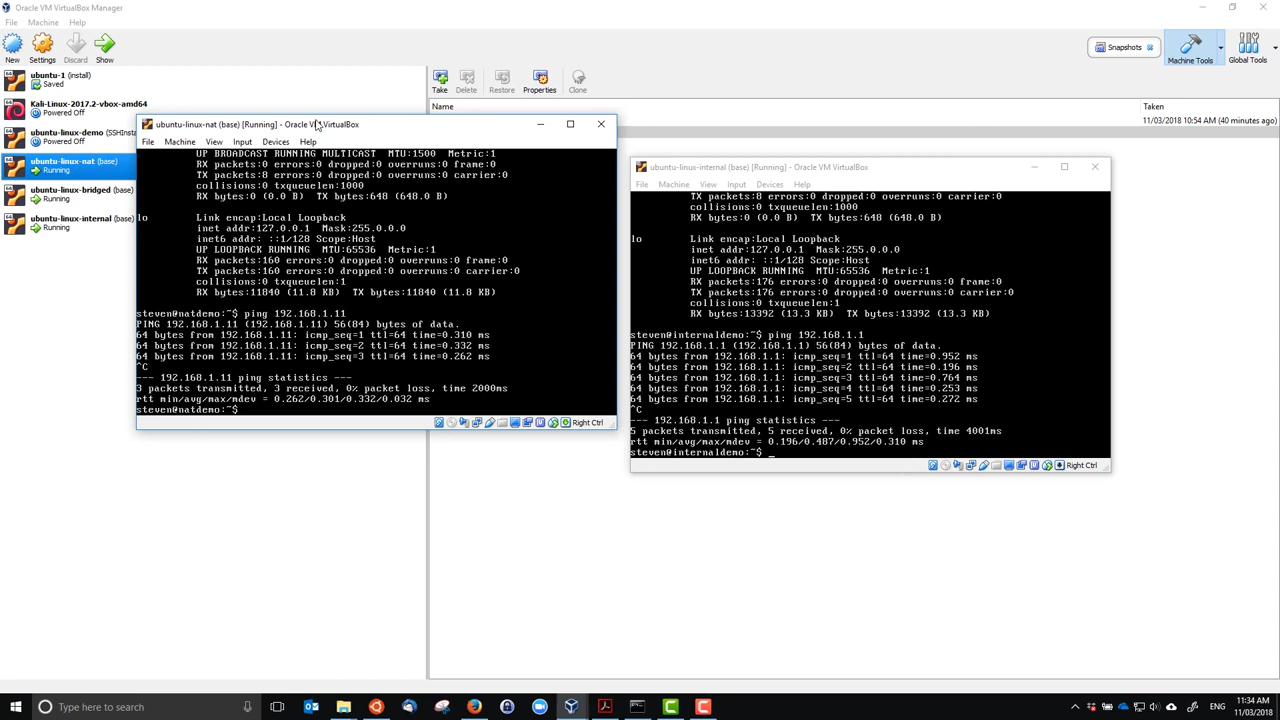 Oracle VM VirtualBox Manager
File Machine Help
New Settings Discard Show
Snapshots
Machine Tools
Global Tools
ubuntu-1 (install)
Saved
Kali-Linux-2017.2-vbox-amd64
Powered Off
ubuntu-linux-demo (SSHInsta
Powered Off
ubuntu-linux-nat (base)
Running
ubuntu-linux-bridged (base)
Running
ubuntu-linux-internal (base)
Running
Take Delete Restore Properties Clone
Name Taken
11/03/2018 10:54 AM (40 minutes ago)
ubuntu-linux-nat (base) [Running] - Oracle VM VirtualBox
File Machine View Input Devices Help
UP BROADCAST RUNNING MULTICAST MTU:1500 Metric:1
RX packets:0 errors:0 dropped:0 overruns:0 frame:0
TX packets:8 errors:0 dropped:0 overruns:0 carrier:0
collisions:0 txqueuelen:1000
RX bytes:0 (0.0 B) TX bytes:648 (648.0 B)
lo Link encap:Local Loopback
inet addr:127.0.0.1 Mask:255.0.0.0
inet6 addr: ::1/128 Scope:Host
UP LOOPBACK RUNNING MTU:65536 Metric:1
RX packets:160 errors:0 dropped:0 overruns:0 frame:0
TX packets:160 errors:0 dropped:0 overruns:0 carrier:0
collisions:0 txqueuelen:1
RX bytes:11840 (11.8 KB) TX bytes:11840 (11.8 KB)
steven@natdemo:~$ ping 192.168.1.11
PING 192.168.1.11 (192.168.1.11) 56(84) bytes of data.
64 bytes from 192.168.1.11: icmp_seq=1 ttl=64 time=0.310 ms
64 bytes from 192.168.1.11: icmp_seq=2 ttl=64 time=0.332 ms
64 bytes from 192.168.1.11: icmp_seq=3 ttl=64 time=0.262 ms
^C
--- 192.168.1.11 ping statistics ---
3 packets transmitted, 3 received, 0% packet loss, time 2000ms
rtt min/avg/max/mdev = 0.262/0.301/0.332/0.032 ms
steven@natdemo:~$
Right Ctrl
ubuntu-linux-internal (base) [Running] - Oracle VM VirtualBox
File Machine View Input Devices Help
TX packets:8 errors:0 dropped:0 overruns:0 carrier:0
collisions:0 txqueuelen:1000
RX bytes:0 (0.0 B) TX bytes:648 (648.0 B)
lo Link encap:Local Loopback
inet addr:127.0.0.1 Mask:255.0.0.0
inet6 addr: ::1/128 Scope:Host
UP LOOPBACK RUNNING MTU:65536 Metric:1
RX packets:176 errors:0 dropped:0 overruns:0 frame:0
TX packets:176 errors:0 dropped:0 overruns:0 carrier:0
collisions:0 txqueuelen:1
RX bytes:13392 (13.3 KB) TX bytes:13392 (13.3 KB)
steven@internaldemo:~$ ping 192.168.1.1
PING 192.168.1.1 (192.168.1.1) 56(84) bytes of data.
64 bytes from 192.168.1.1: icmp_seq=1 ttl=64 time=0.952 ms
64 bytes from 192.168.1.1: icmp_seq=2 ttl=64 time=0.196 ms
64 bytes from 192.168.1.1: icmp_seq=3 ttl=64 time=0.764 ms
64 bytes from 192.168.1.1: icmp_seq=4 ttl=64 time=0.253 ms
64 bytes from 192.168.1.1: icmp_seq=5 ttl=64 time=0.272 ms
^C
--- 192.168.1.1 ping statistics ---
5 packets transmitted, 5 received, 0% packet loss, time 4001ms
rtt min/avg/max/mdev = 0.196/0.487/0.952/0.310 ms
steven@internaldemo:~$ _
Right Ctrl
Type here to search
ENG
11:34 AM
11/03/2018